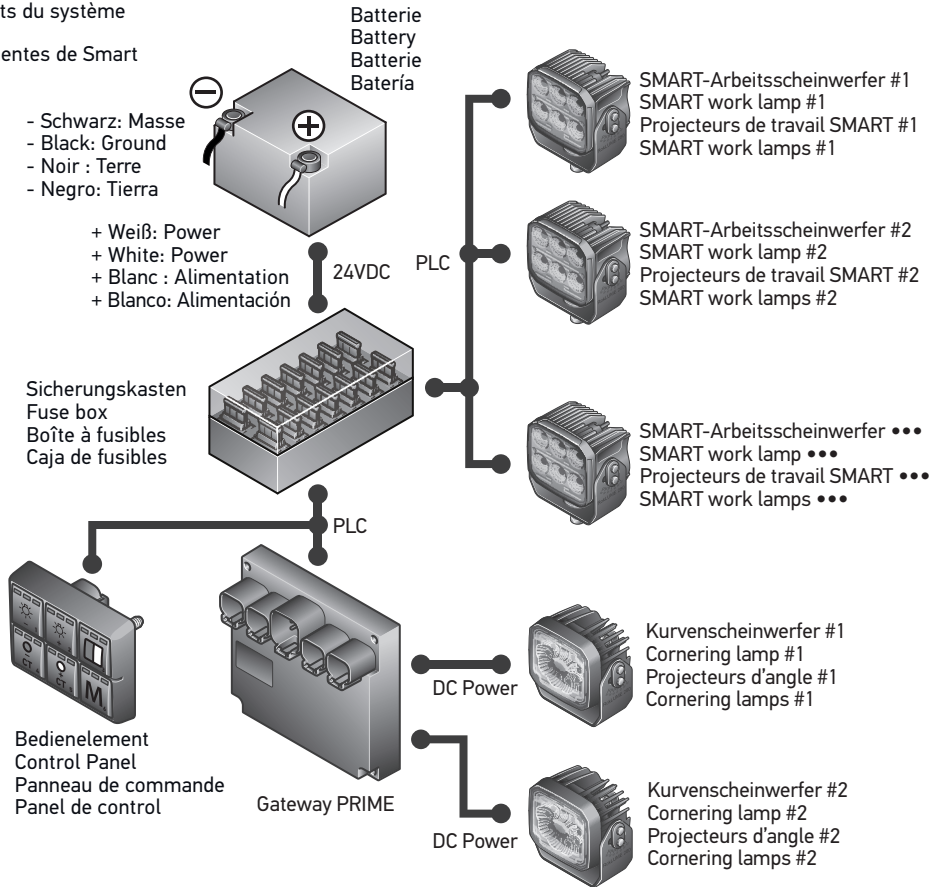 ts du système
entes de Smart
Batterie
Battery
Batterie
Batería
- Schwarz: Masse
- Black: Ground
- Noir : Terre
- Negro: Tierra
+ Weiß: Power
+ White: Power
+ Blanc : Alimentation
+ Blanco: Alimentación
24VDC
PLC
SMART-Arbeitsscheinwerfer #1
SMART work lamp #1
Projecteurs de travail SMART #1
SMART work lamps #1
SMART-Arbeitsscheinwerfer #2
SMART work lamp #2
Projecteurs de travail SMART #2
SMART work lamps #2
Sicherungskasten
Fuse box
Boîte à fusibles
Caja de fusibles
SMART-Arbeitsscheinwerfer •••
SMART work lamp •••
Projecteurs de travail SMART •••
SMART work lamps •••
PLC
CT
CT
M
Bedienelement
Control Panel
Panneau de commande
Panel de control
Gateway PRIME
DC Power
Kurvenscheinwerfer #1
Cornering lamp #1
Projecteurs d'angle #1
Cornering lamps #1
DC Power
Kurvenscheinwerfer #2
Cornering lamp #2
Projecteurs d'angle #2
Cornering lamps #2